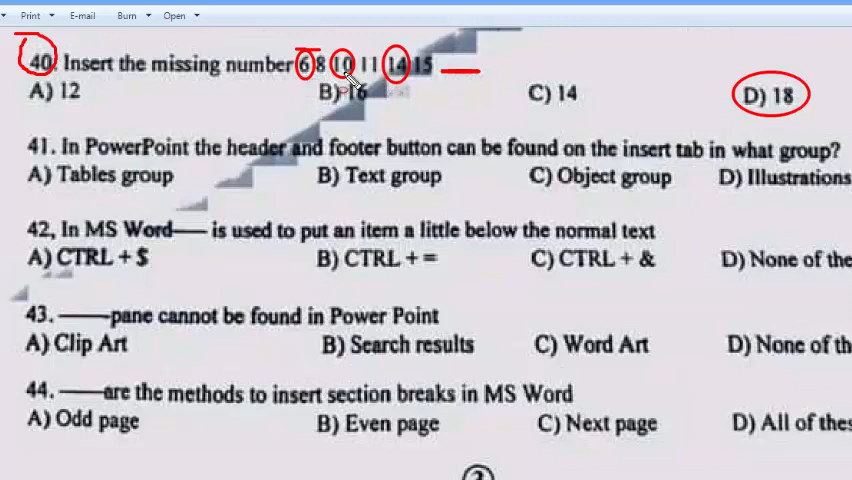 Print E-mail Burn Open
40. Insert the missing number 6 8 10 11 14 15 ___
A) 12 B) 16 C) 14 D) 18
41. In PowerPoint the header and footer button can be found on the insert tab in what group?
A) Tables group B) Text group C) Object group D) Illustrations
42, In MS Word—— is used to put an item a little below the normal text
A) CTRL + $ B) CTRL + = C) CTRL + & D) None of the
43. ——pane cannot be found in Power Point
A) Clip Art B) Search results C) Word Art D) None of th
44. ——are the methods to insert section breaks in MS Word
A) Odd page B) Even page C) Next page D) All of thes